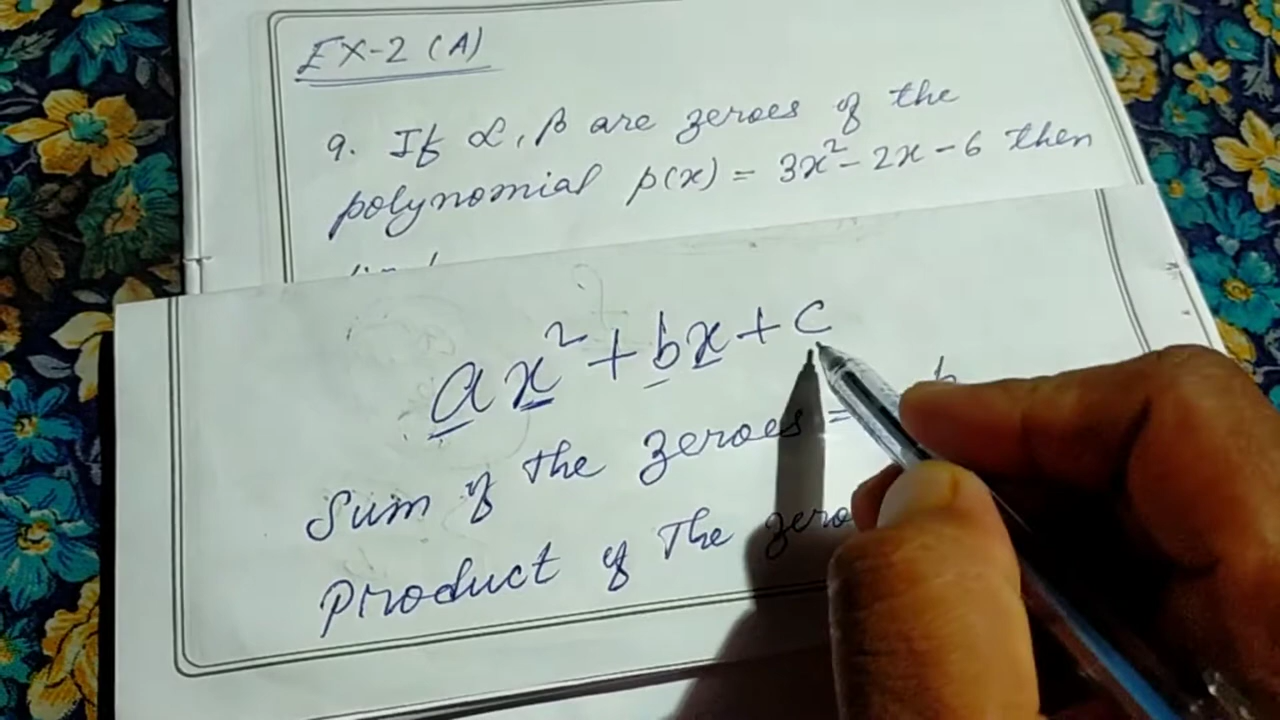 EX-2 (A)
9. If α, β are zeroes of the
polynomial p(x) = 3x² - 2x - 6 then
ax² + bx + c
Sum of the zeroes =
Product of The